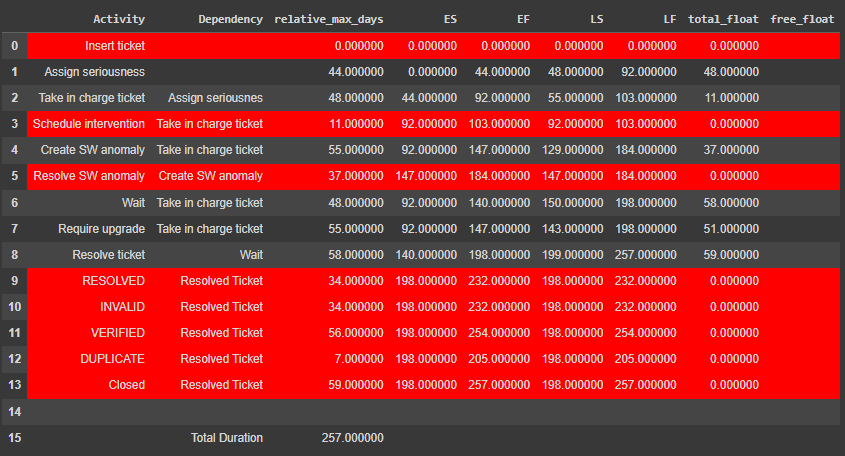 Activity Dependency relative_max_days ES EF LS LF total_float free_float
0 Insert ticket 0.000000 0.000000 0.000000 0.000000 0.000000 0.000000
1 Assign seriousness 44.000000 0.000000 44.000000 48.000000 92.000000 48.000000
2 Take in charge ticket Assign seriousnes 48.000000 44.000000 92.000000 55.000000 103.000000 11.000000
3 Schedule intervention Take in charge ticket 11.000000 92.000000 103.000000 92.000000 103.000000 0.000000
4 Create SW anomaly Take in charge ticket 55.000000 92.000000 147.000000 129.000000 184.000000 37.000000
5 Resolve SW anomaly Create SW anomaly 37.000000 147.000000 184.000000 147.000000 184.000000 0.000000
6 Wait Take in charge ticket 48.000000 92.000000 140.000000 150.000000 198.000000 58.000000
7 Require upgrade Take in charge ticket 55.000000 92.000000 147.000000 143.000000 198.000000 51.000000
8 Resolve ticket Wait 58.000000 140.000000 198.000000 199.000000 257.000000 59.000000
9 RESOLVED Resolved Ticket 34.000000 198.000000 232.000000 198.000000 232.000000 0.000000
10 INVALID Resolved Ticket 34.000000 198.000000 232.000000 198.000000 232.000000 0.000000
11 VERIFIED Resolved Ticket 56.000000 198.000000 254.000000 198.000000 254.000000 0.000000
12 DUPLICATE Resolved Ticket 7.000000 198.000000 205.000000 198.000000 205.000000 0.000000
13 Closed Resolved Ticket 59.000000 198.000000 257.000000 198.000000 257.000000 0.000000
14
15 Total Duration 257.000000